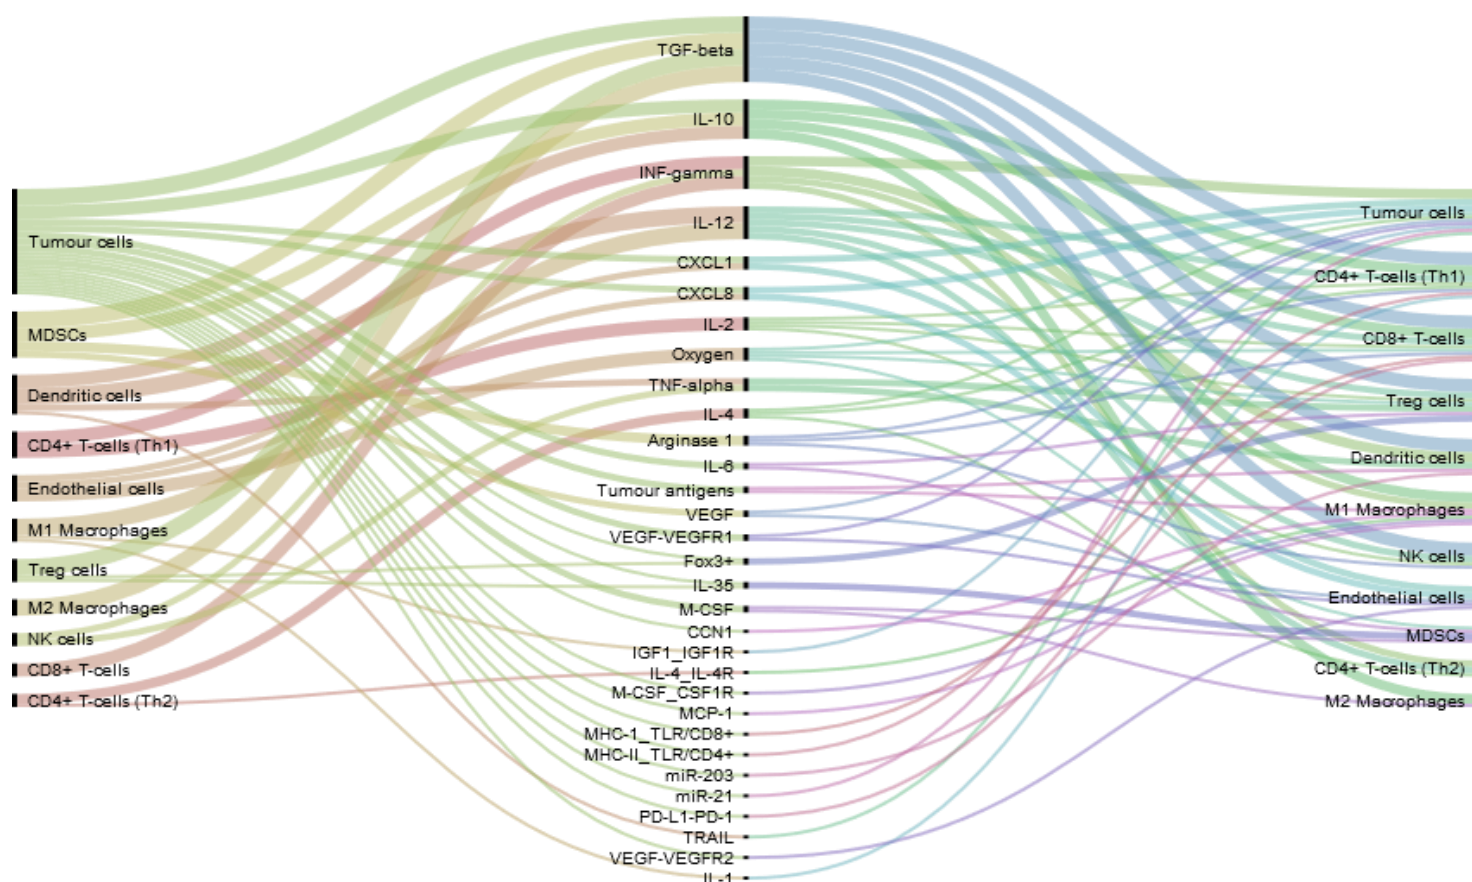 Tumour cells
MDSCs
Dendritic cells
CD4+ T-cells (Th1)
Endothelial cells
M1 Macrophages
Treg cells
M2 Macrophages
NK cells
CD8+ T-cells
CD4+ T-cells (Th2)
TGF-beta
IL-10
INF-gamma
IL-12
CXCL1
CXCL8
IL-2
Oxygen
TNF-alpha
IL-4
Arginase 1
IL-6
Tumour antigens
VEGF
VEGF-VEGFR1
Fox3+
IL-35
M-CSF
CCN1
IGF1_IGF1R
IL-4_IL-4R
M-CSF_CSF1R
MCP-1
MHC-1_TLR/CD8+
MHC-II_TLR/CD4+
miR-203
miR-21
PD-L1-PD-1
TRAIL
VEGF-VEGFR2
IL-1
Tumour cells
CD4+ T-cells (Th1)
CD8+ T-cells
Treg cells
Dendritic cells
M1 Macrophages
NK cells
Endothelial cells
MDSCs
CD4+ T-cells (Th2)
M2 Macrophages